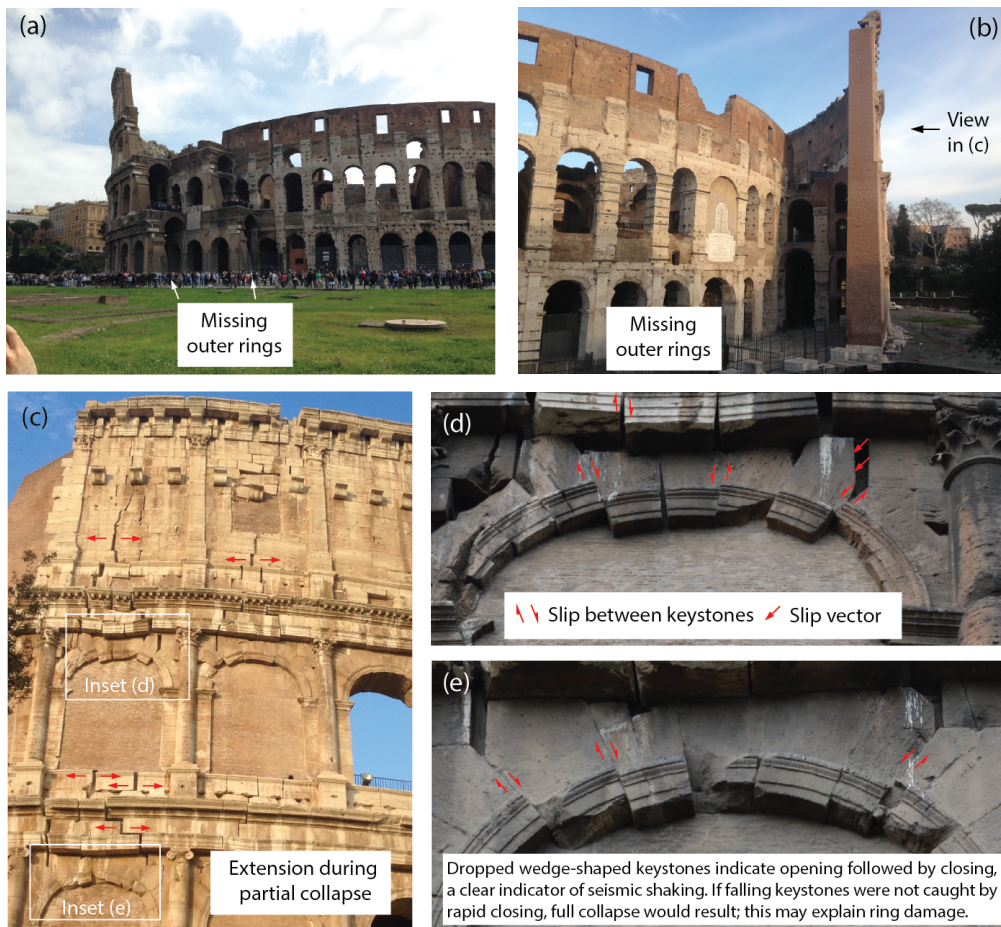 (a)
Missing
outer rings
(b)
View
in (c)
Missing
outer rings
(c)
Inset (d)
Extension during
partial collapse
Inset (e)
(d)
Slip between keystones
Slip vector
(e)
Dropped wedge-shaped keystones indicate opening followed by closing,
a clear indicator of seismic shaking. If falling keystones were not caught by
rapid closing, full collapse would result; this may explain ring damage.